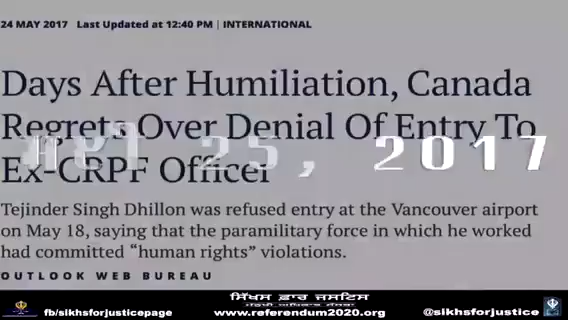 24 MAY 2017 Last Updated at 12:40 PM | INTERNATIONAL
Days After Humiliation, Canada
Regrets Over Denial Of Entry To
ਮਈ 25, 2017
Ex-CRPF Officer
Tejinder Singh Dhillon was refused entry at the Vancouver airport
on May 18, saying that the paramilitary force in which he worked
had committed “human rights” violations.
OUTLOOK WEB BUREAU
ਸਿੱਖਸ ਫ਼ਾਰ ਜਸਟਿਸ
fb/sikhsforjusticepage
www.referendum2020.org
@sikhsforjustice